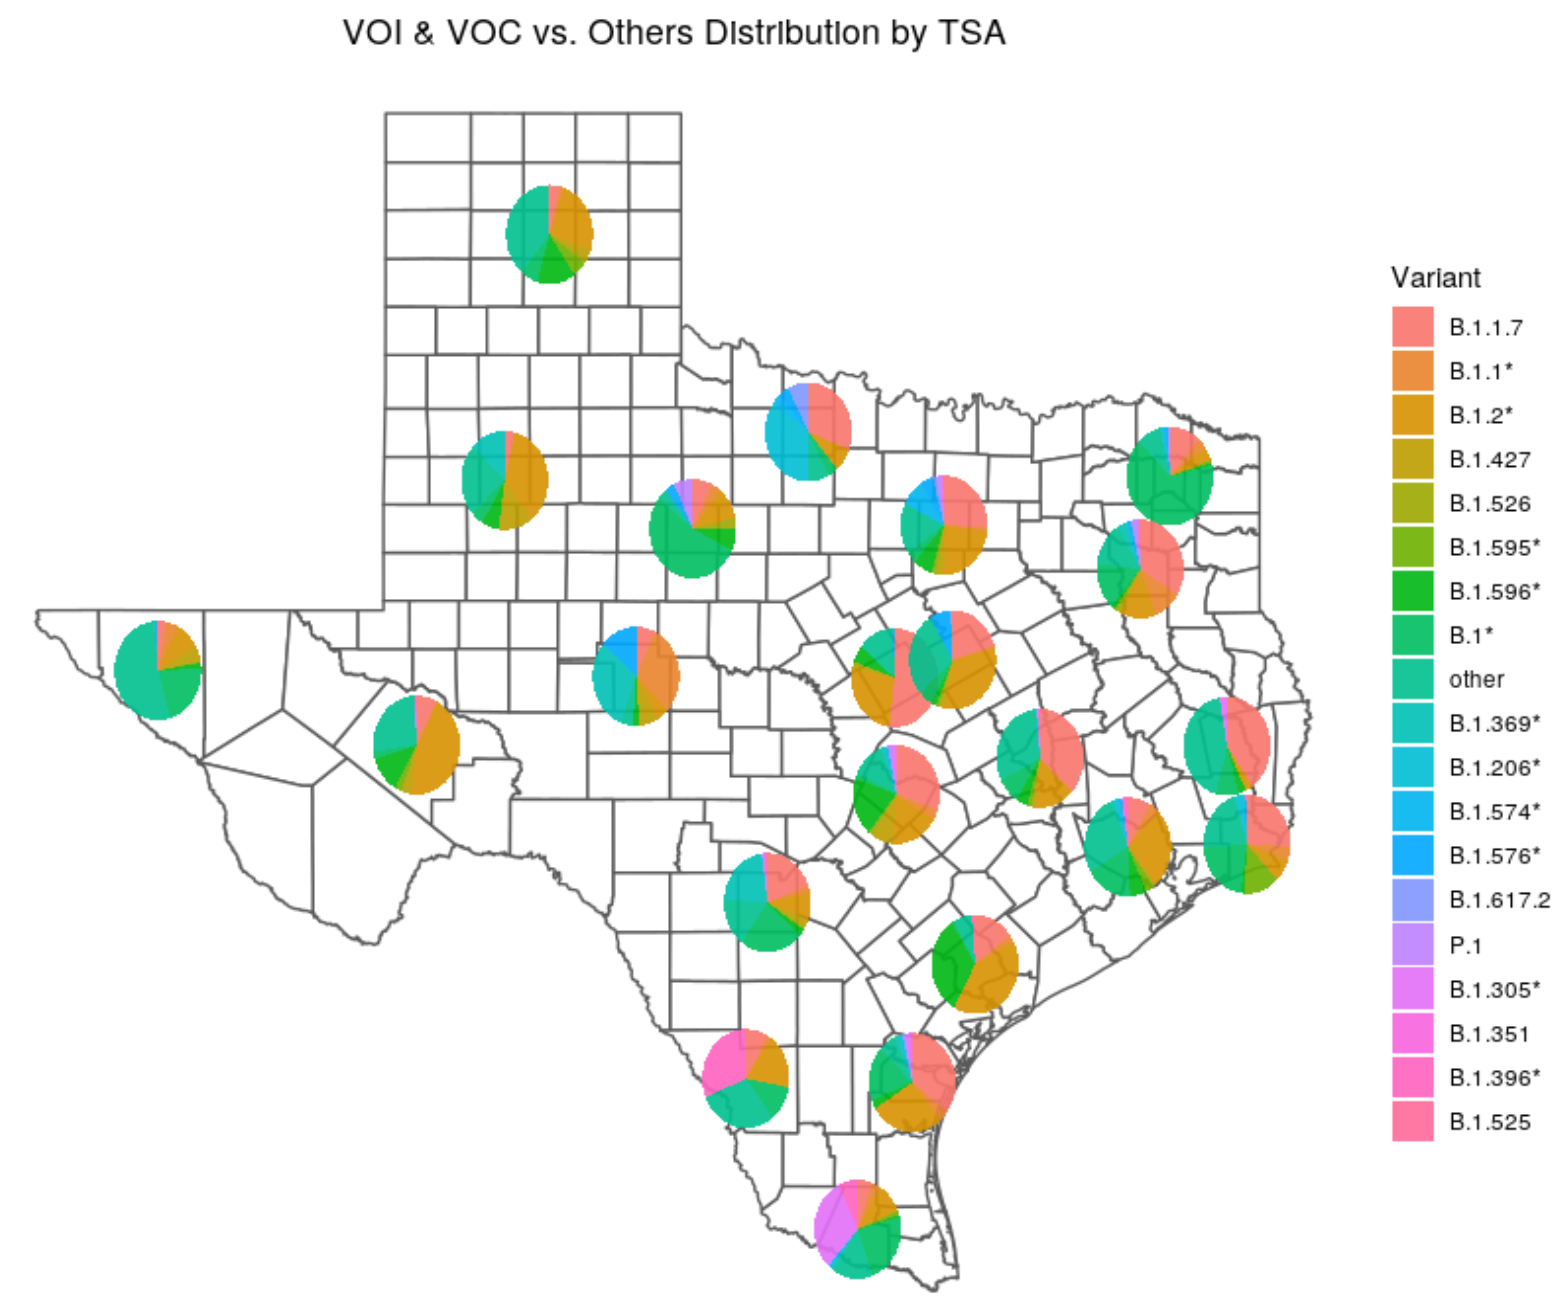 VOI & VOC vs. Others Distribution by TSA
Variant
B.1.1.7
B.1.1*
B.1.2*
B.1.427
B.1.526
B.1.595*
B.1.596*
B.1*
other
B.1.369*
B.1.206*
B.1.574*
B.1.576*
B.1.617.2
P.1
B.1.305*
B.1.351
B.1.396*
B.1.525